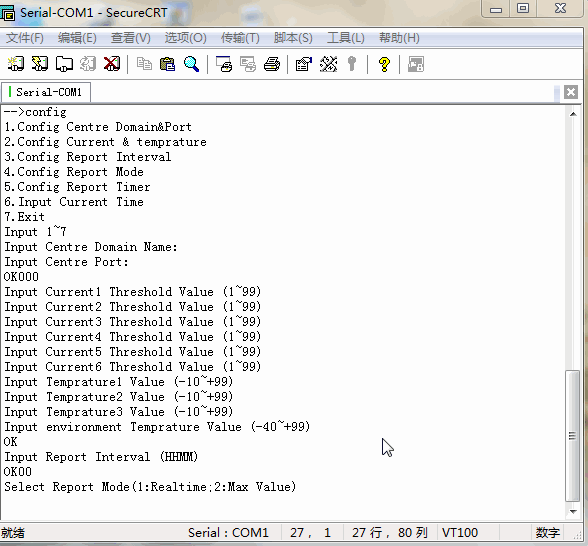 Serial-COM1 - SecureCRT
文件(F) 编辑(E) 查看(V) 选项(O) 传输(T) 脚本(S) 工具(L) 帮助(H)
Serial-COM1
-->config
1.Config Centre Domain&Port
2.Config Current & temprature
3.Config Report Interval
4.Config Report Mode
5.Config Report Timer
6.Input Current Time
7.Exit
Input 1~7
Input Centre Domain Name:
Input Centre Port:
OK000
Input Current1 Threshold Value (1~99)
Input Current2 Threshold Value (1~99)
Input Current3 Threshold Value (1~99)
Input Current4 Threshold Value (1~99)
Input Current5 Threshold Value (1~99)
Input Current6 Threshold Value (1~99)
Input Temprature1 Value (-10~+99)
Input Temprature2 Value (-10~+99)
Input Temprature3 Value (-10~+99)
Input environment Temprature Value (-40~+99)
OK
Input Report Interval (HHMM)
OK00
Select Report Mode(1:Realtime;2:Max Value)
就绪 Serial: COM1 27, 1 27 行, 80 列 VT100 数字